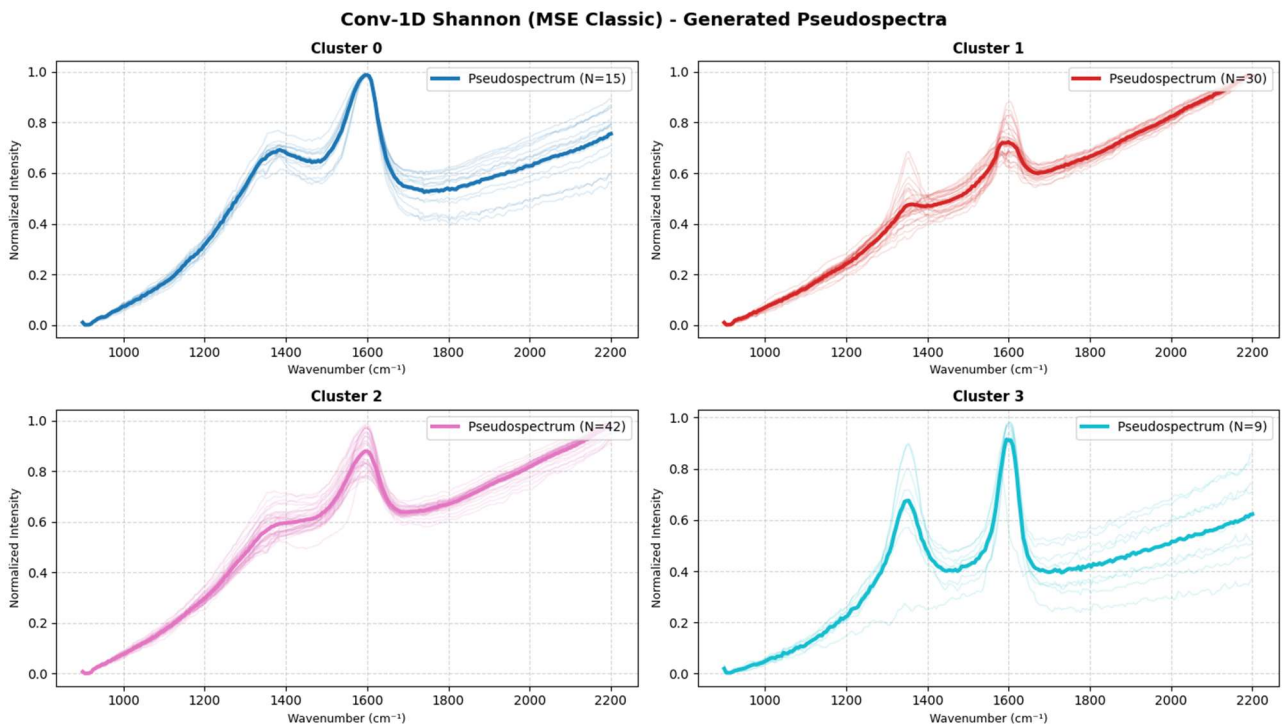 Conv-1D Shannon (MSE Classic) - Generated Pseudospectra
Cluster 0
Pseudospectrum (N=15)
Normalized Intensity
1.0
0.8
0.6
0.4
0.2
0.0
1000 1200 1400 1600 1800 2000 2200
Wavenumber (cm⁻¹)
Cluster 1
Pseudospectrum (N=30)
Normalized Intensity
1.0
0.8
0.6
0.4
0.2
0.0
1000 1200 1400 1600 1800 2000 2200
Wavenumber (cm⁻¹)
Cluster 2
Pseudospectrum (N=42)
Normalized Intensity
1.0
0.8
0.6
0.4
0.2
0.0
1000 1200 1400 1600 1800 2000 2200
Wavenumber (cm⁻¹)
Cluster 3
Pseudospectrum (N=9)
Normalized Intensity
1.0
0.8
0.6
0.4
0.2
0.0
1000 1200 1400 1600 1800 2000 2200
Wavenumber (cm⁻¹)